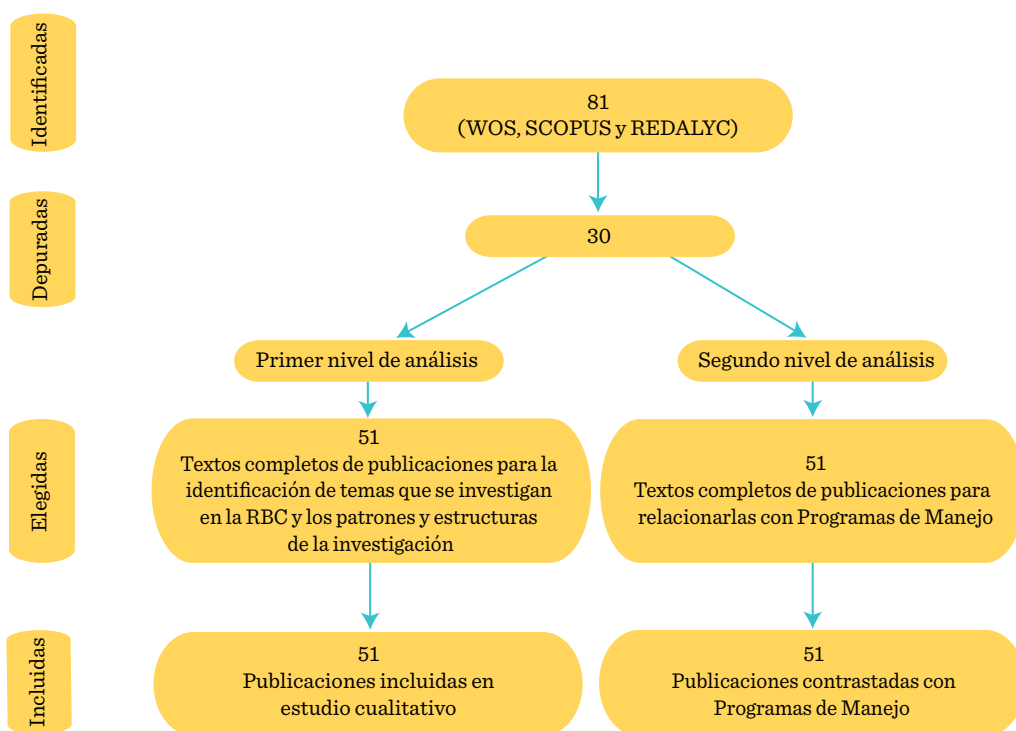 Identificadas
81
(WOS, SCOPUS y REDALYC)
Depuradas
30
Primer nivel de análisis
Segundo nivel de análisis
Elegidas
51
Textos completos de publicaciones para la
identificación de temas que se investigan
en la RBC y los patrones y estructuras
de la investigación
51
Textos completos de publicaciones para
relacionarlas con Programas de Manejo
Incluidas
51
Publicaciones incluidas en
estudio cualitativo
51
Publicaciones contrastadas con
Programas de Manejo